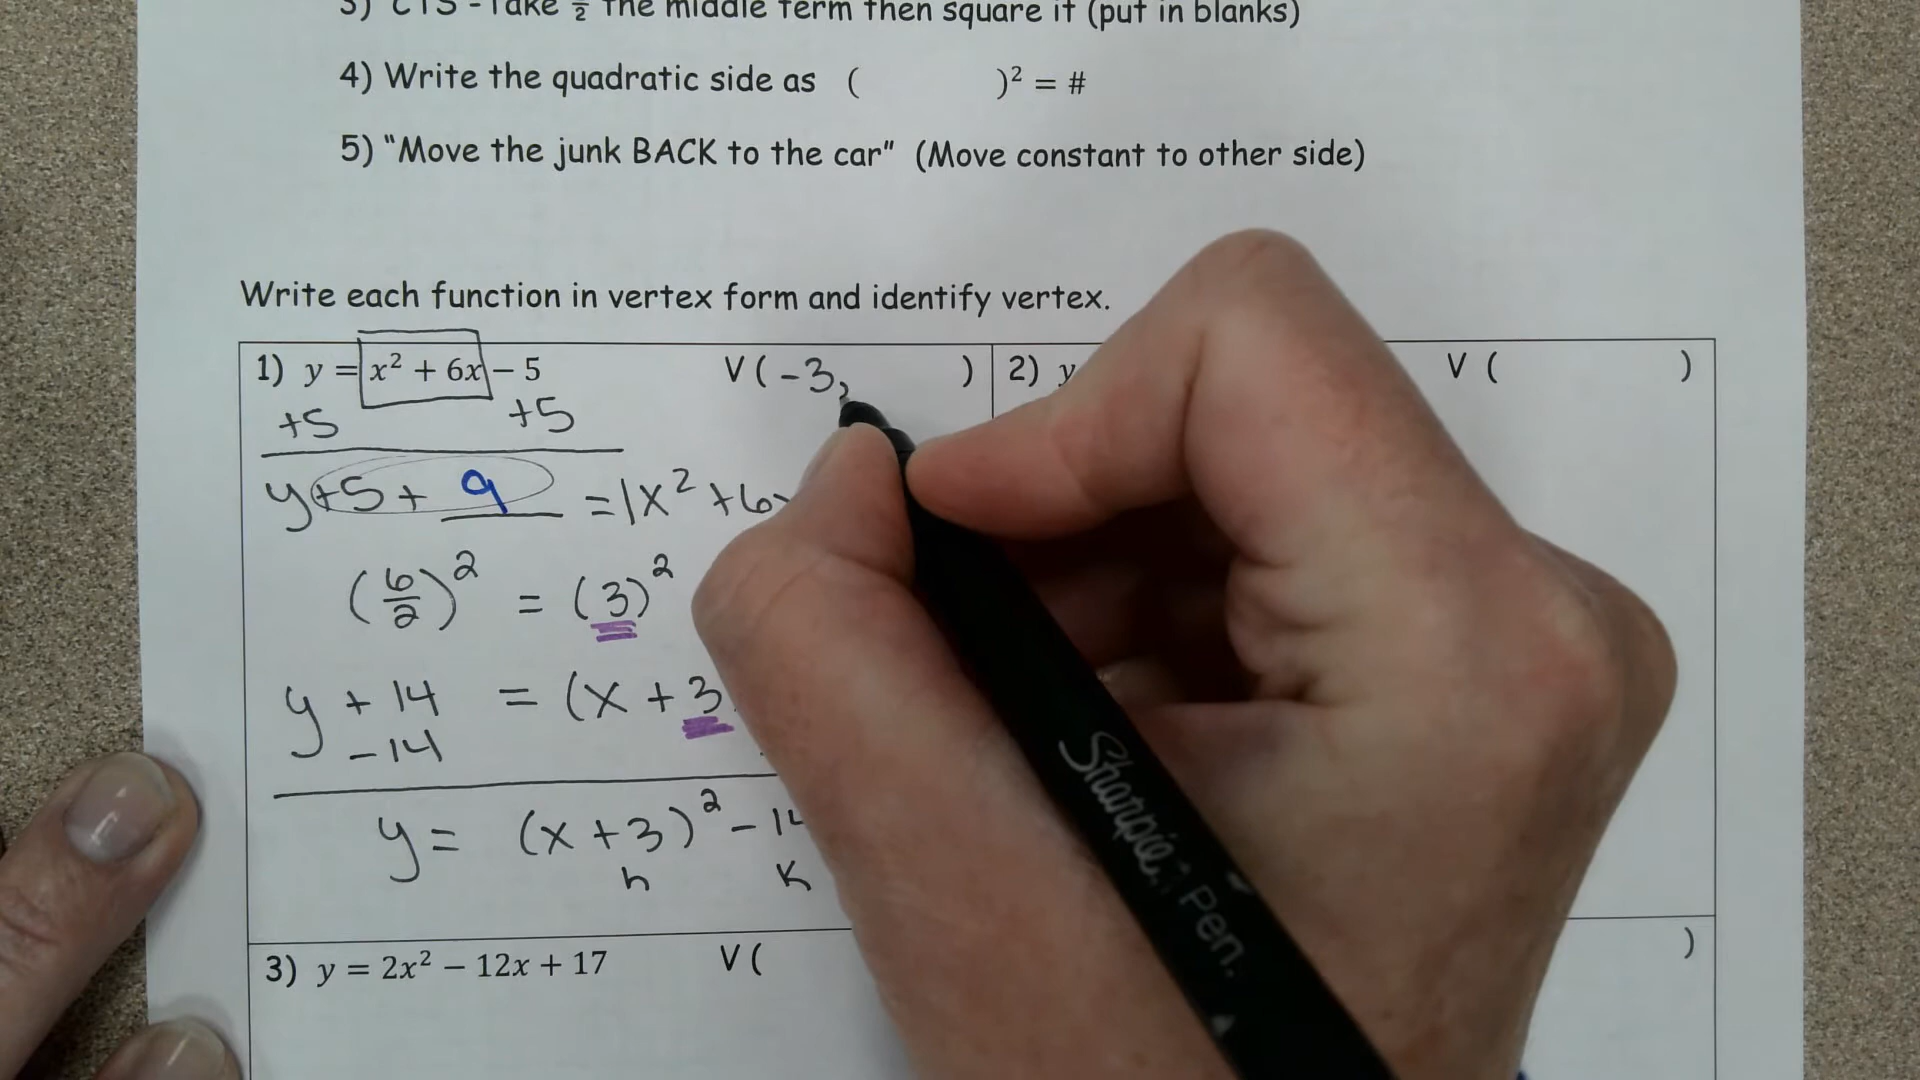 3) CTS - Take 1/2 the middle term then square it (put in blanks)
4) Write the quadratic side as ( )² = #
5) "Move the junk BACK to the car" (Move constant to other side)
Write each function in vertex form and identify vertex.
1) y = x² + 6x − 5 V ( -3, )
+5 +5
y+5 + 9 = 1x² + 6x
(6/2)² = (3)²
y + 14 = (x + 3
-14
y = (x + 3)² - 14
h K
2) y V ( )
3) y = 2x² − 12x + 17 V (
)
Sharpie. Pen.